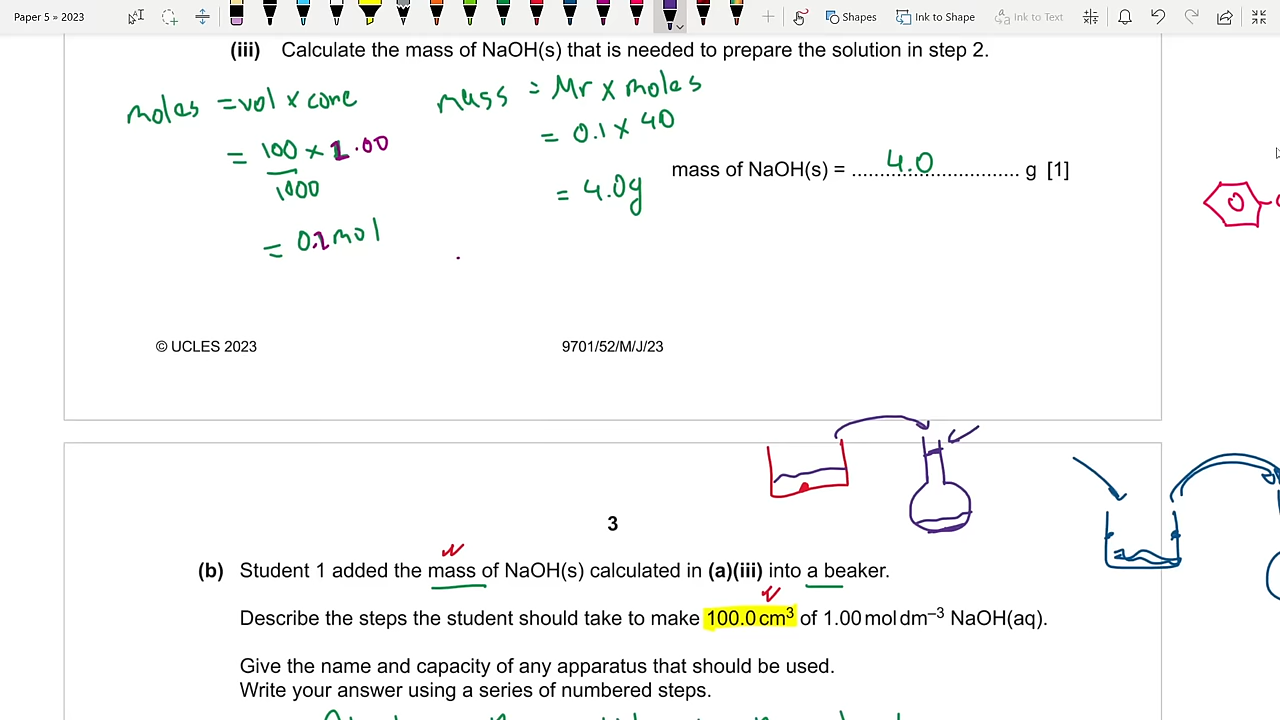 Paper 5 » 2023
Shapes
Ink to Shape
Ink to Text
(iii) Calculate the mass of NaOH(s) that is needed to prepare the solution in step 2.
moles = vol x conc
= 100 x 1.00
1000
= 0.1 mol
mass = Mr x moles
= 0.1 x 40
= 4.0g
mass of NaOH(s) = 4.0 g [1]
© UCLES 2023
9701/52/M/J/23
3
(b) Student 1 added the mass of NaOH(s) calculated in (a)(iii) into a beaker.
Describe the steps the student should take to make 100.0 cm³ of 1.00 mol dm⁻³ NaOH(aq).
Give the name and capacity of any apparatus that should be used.
Write your answer using a series of numbered steps.